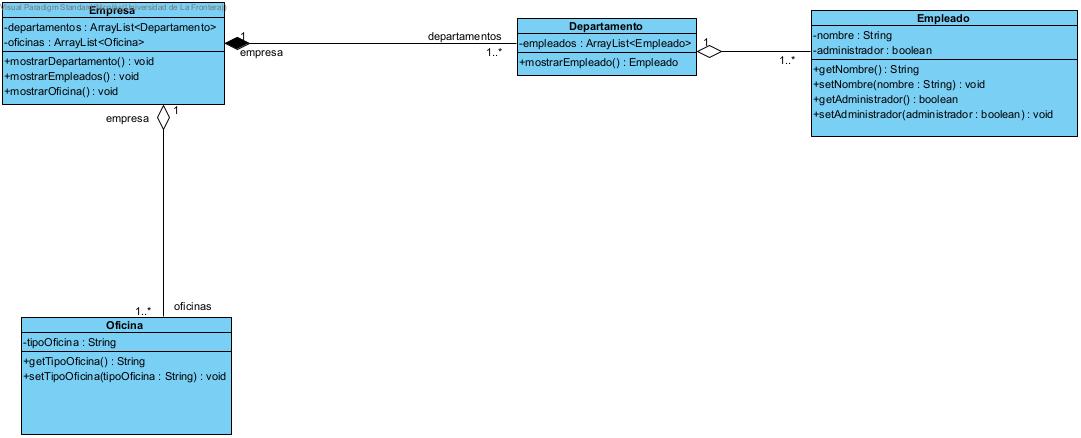 Visual Paradigm Standard Universidad de La Frontera
Empresa
-departamentos : ArrayList<Departamento>
-oficinas : ArrayList<Oficina>
+mostrarDepartamento() : void
+mostrarEmpleados() : void
+mostrarOficina() : void
1
empresa
departamentos
1..*
Departamento
-empleados : ArrayList<Empleado>
+mostrarEmpleado() : Empleado
1
1..*
Empleado
-nombre : String
-administrador : boolean
+getNombre() : String
+setNombre(nombre : String) : void
+getAdministrador() : boolean
+setAdministrador(administrador : boolean) : void
empresa
1
1..*
oficinas
Oficina
-tipoOficina : String
+getTipoOficina() : String
+setTipoOficina(tipoOficina : String) : void